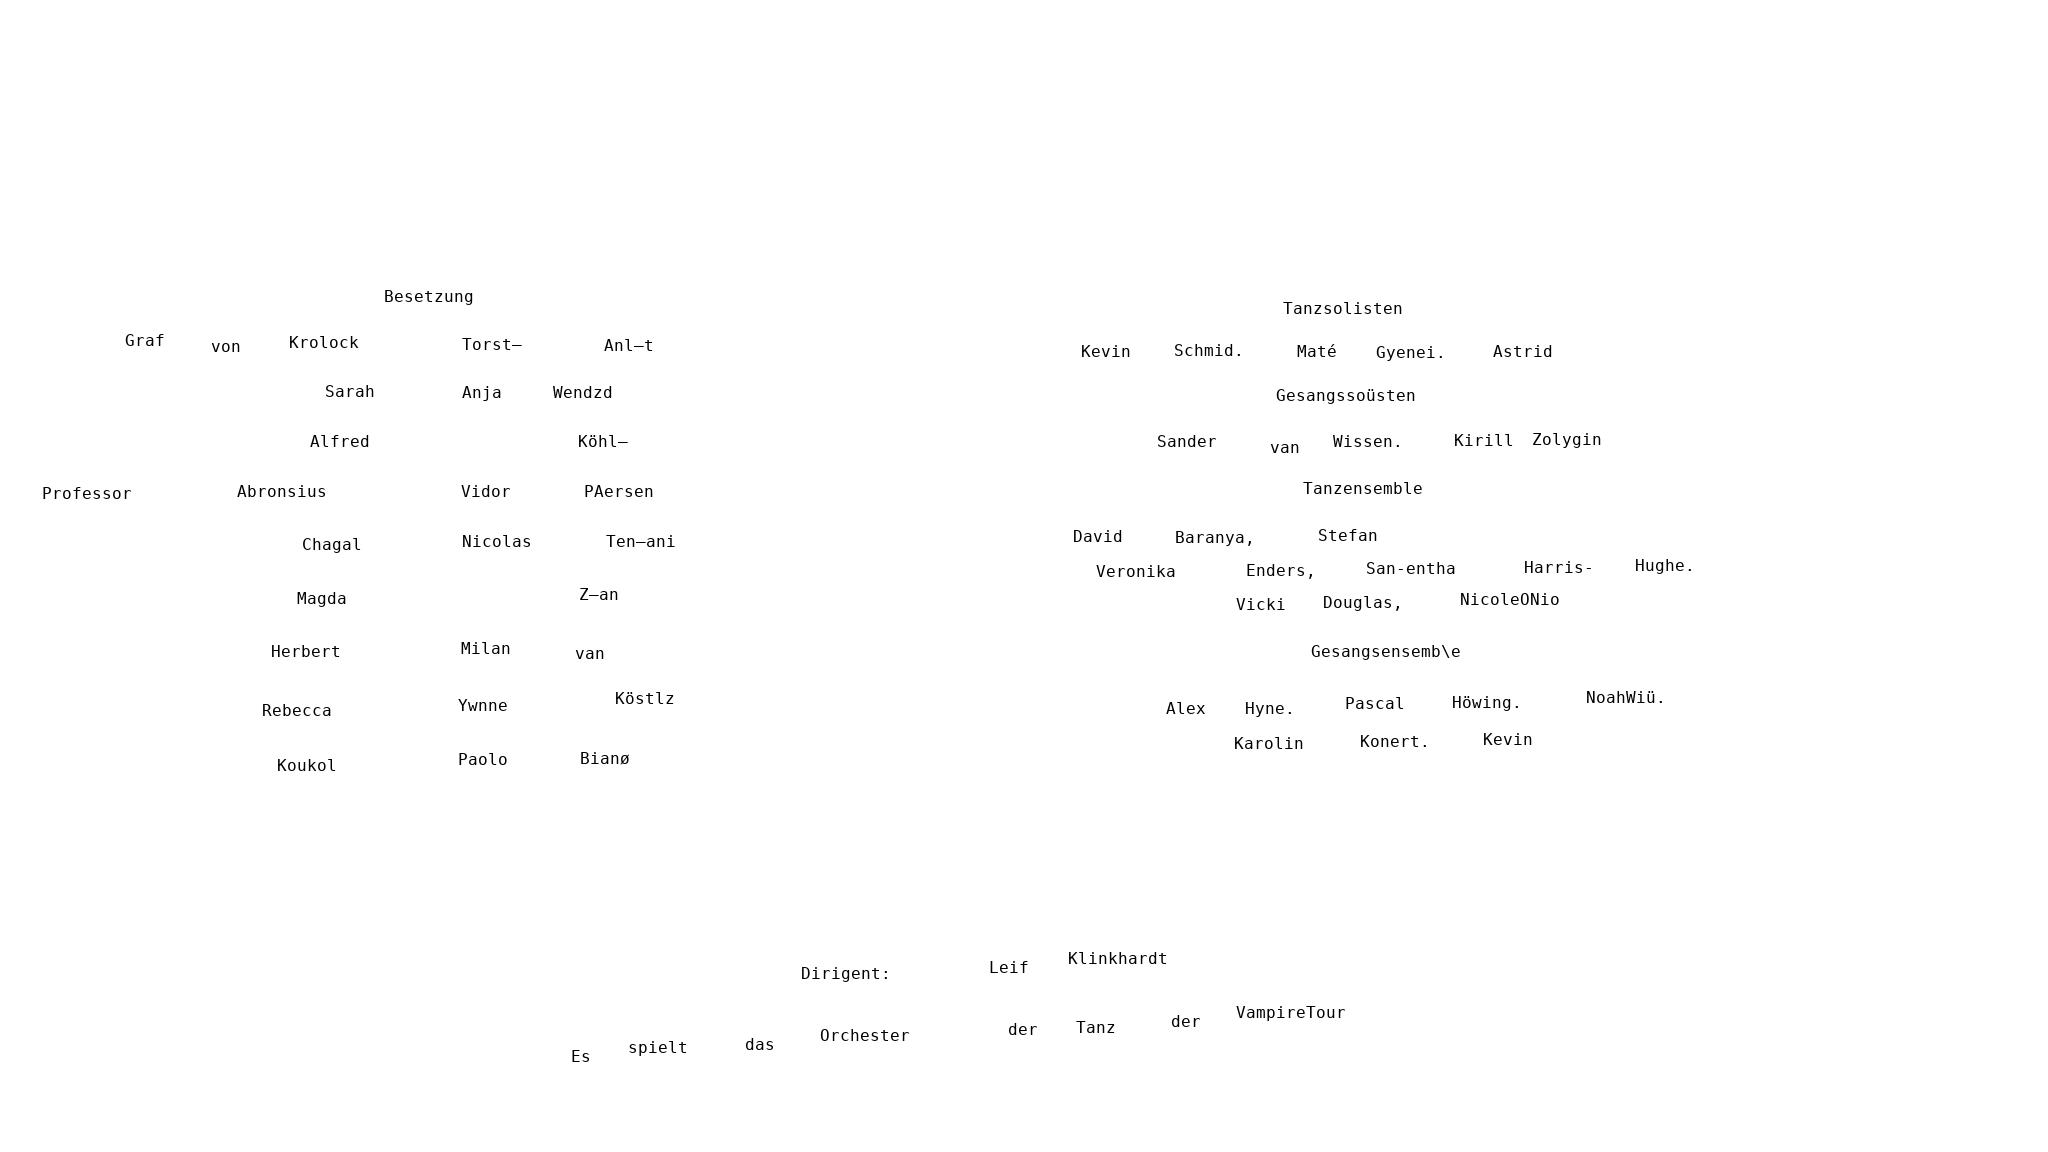 Besetzung
Graf von Krolock Torst— Anl—t
Sarah Anja Wendzd
Alfred Köhl—
Professor Abronsius Vidor PAersen
Chagal Nicolas Ten—ani
Magda Z—an
Herbert Milan van
Rebecca Ywnne Köstlz
Koukol Paolo Bianø
Tanzsolisten
Kevin Schmid. Maté Gyenei. Astrid
Gesangssoüsten
Sander van Wissen. Kirill Zolygin
Tanzensemble
David Baranya, Stefan
Veronika Enders, San-entha Harris- Hughe.
Vicki Douglas, NicoleONio
Gesangsensemb\e
Alex Hyne. Pascal Höwing. NoahWiü.
Karolin Konert. Kevin
Dirigent: Leif Klinkhardt
Es spielt das Orchester der Tanz der VampireTour